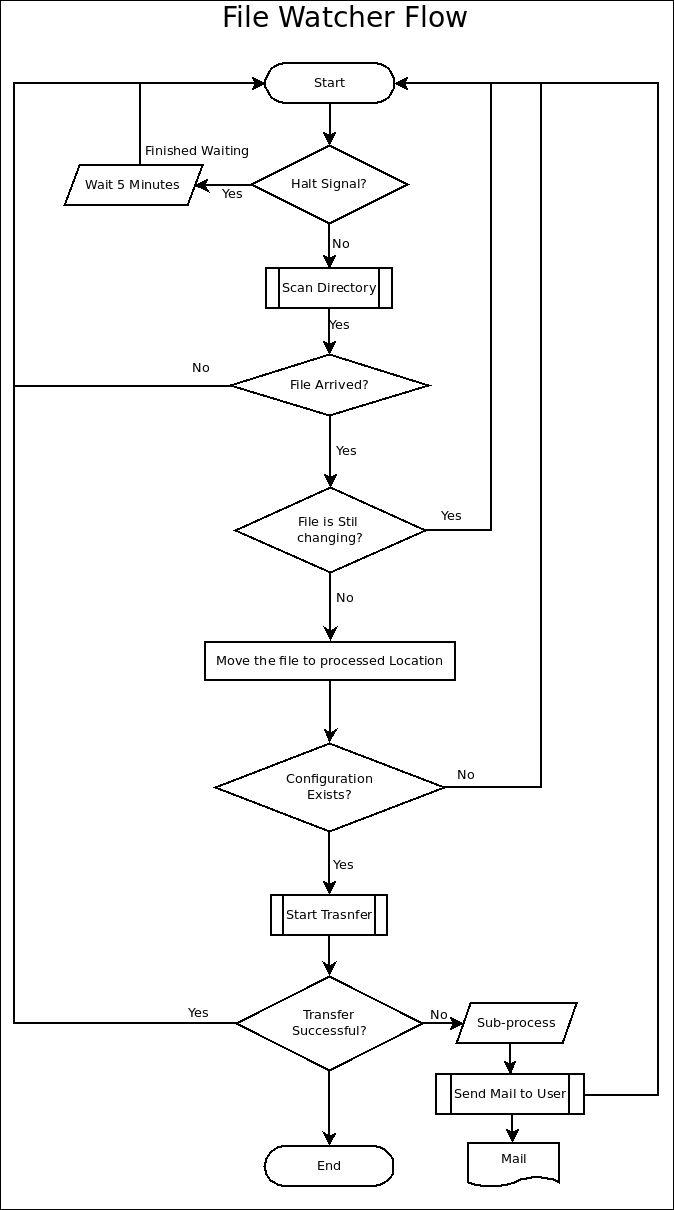 File Watcher Flow
Start
Finished Waiting
Wait 5 Minutes
Halt Signal?
Yes
No
Scan Directory
Yes
No
File Arrived?
Yes
File is Stil
changing?
Yes
No
Move the file to processed Location
Configuration
Exists?
No
Yes
Start Trasnfer
Yes
Transfer
Successful?
No
Sub-process
Send Mail to User
End
Mail